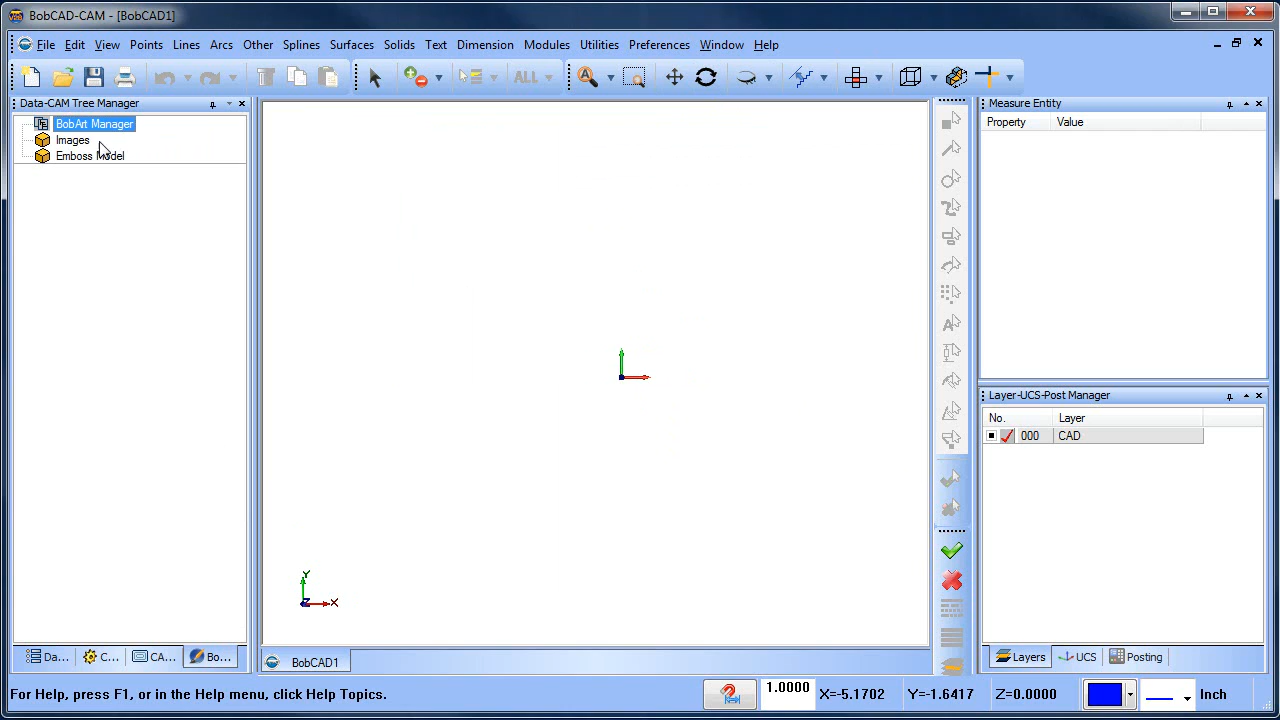 BobCAD-CAM - [BobCAD1]
File Edit View Points Lines Arcs Other Splines Surfaces Solids Text Dimension Modules Utilities Preferences Window Help
ALL
Data-CAM Tree Manager
BobArt Manager
Images
Emboss Model
Measure Entity
Property Value
Layer-UCS-Post Manager
No. Layer
000 CAD
Da... C... CA... Bo...
BobCAD1
Layers UCS Posting
Y
X
Z
For Help, press F1, or in the Help menu, click Help Topics.
1.0000 X=-5.1702 Y=-1.6417 Z=0.0000 Inch